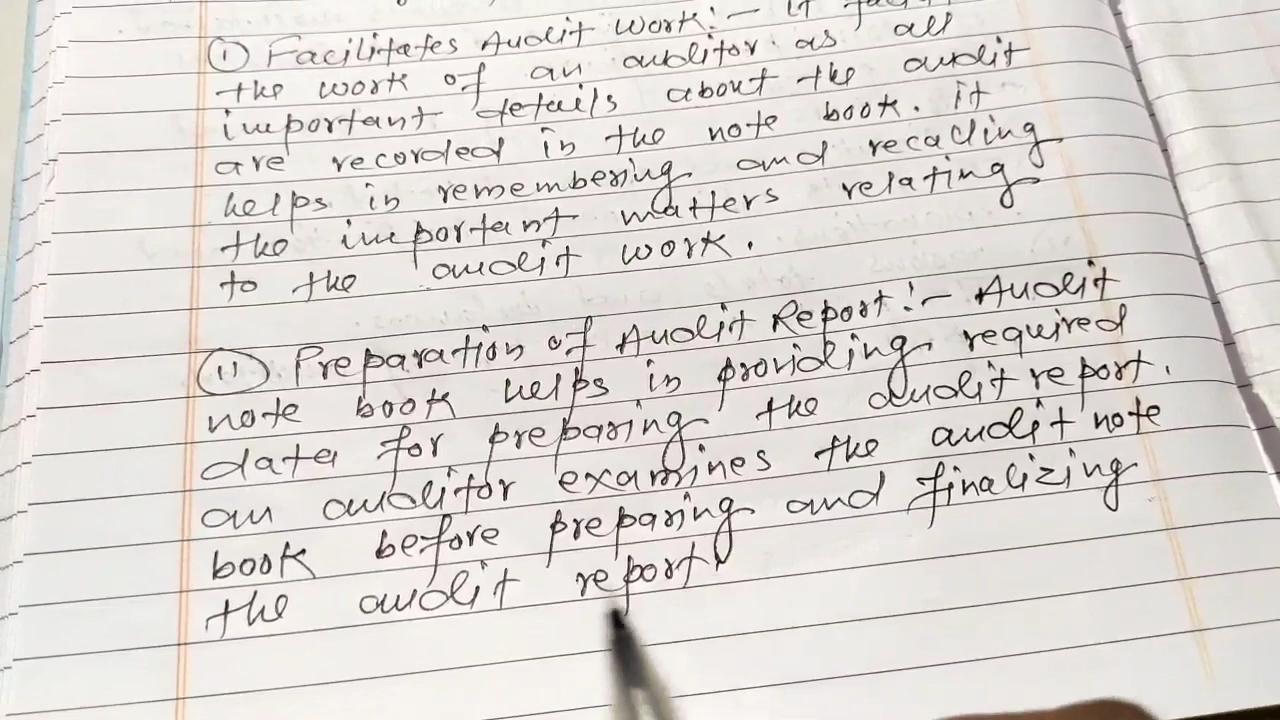 ① Facilitates Audit Work:- It
the work of an auditor as all
important details about the audit
are recorded in the note book. it
helps in remembering and recalling
the important matters relating
to the audit work.
(ii) Preparation of Audit Report:- Audit
note book helps in providing required
data for preparing the audit report.
an auditor examines the audit note
book before preparing and finalizing
the audit report